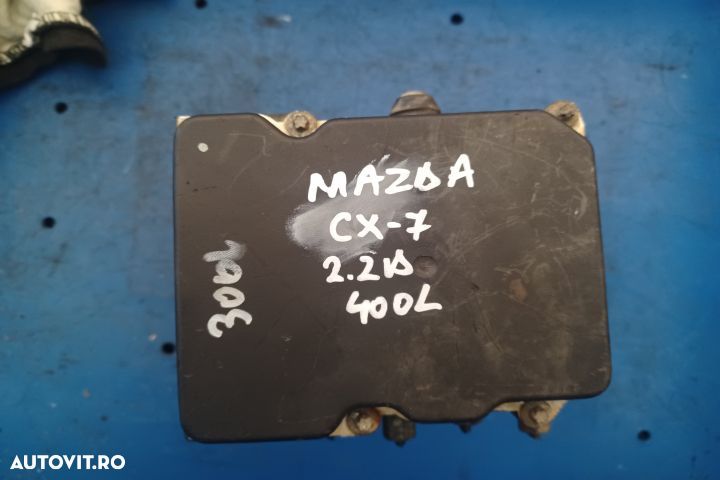 MAZDA
CX-7
2.2D
400L
300L
AUTOVIT.RO